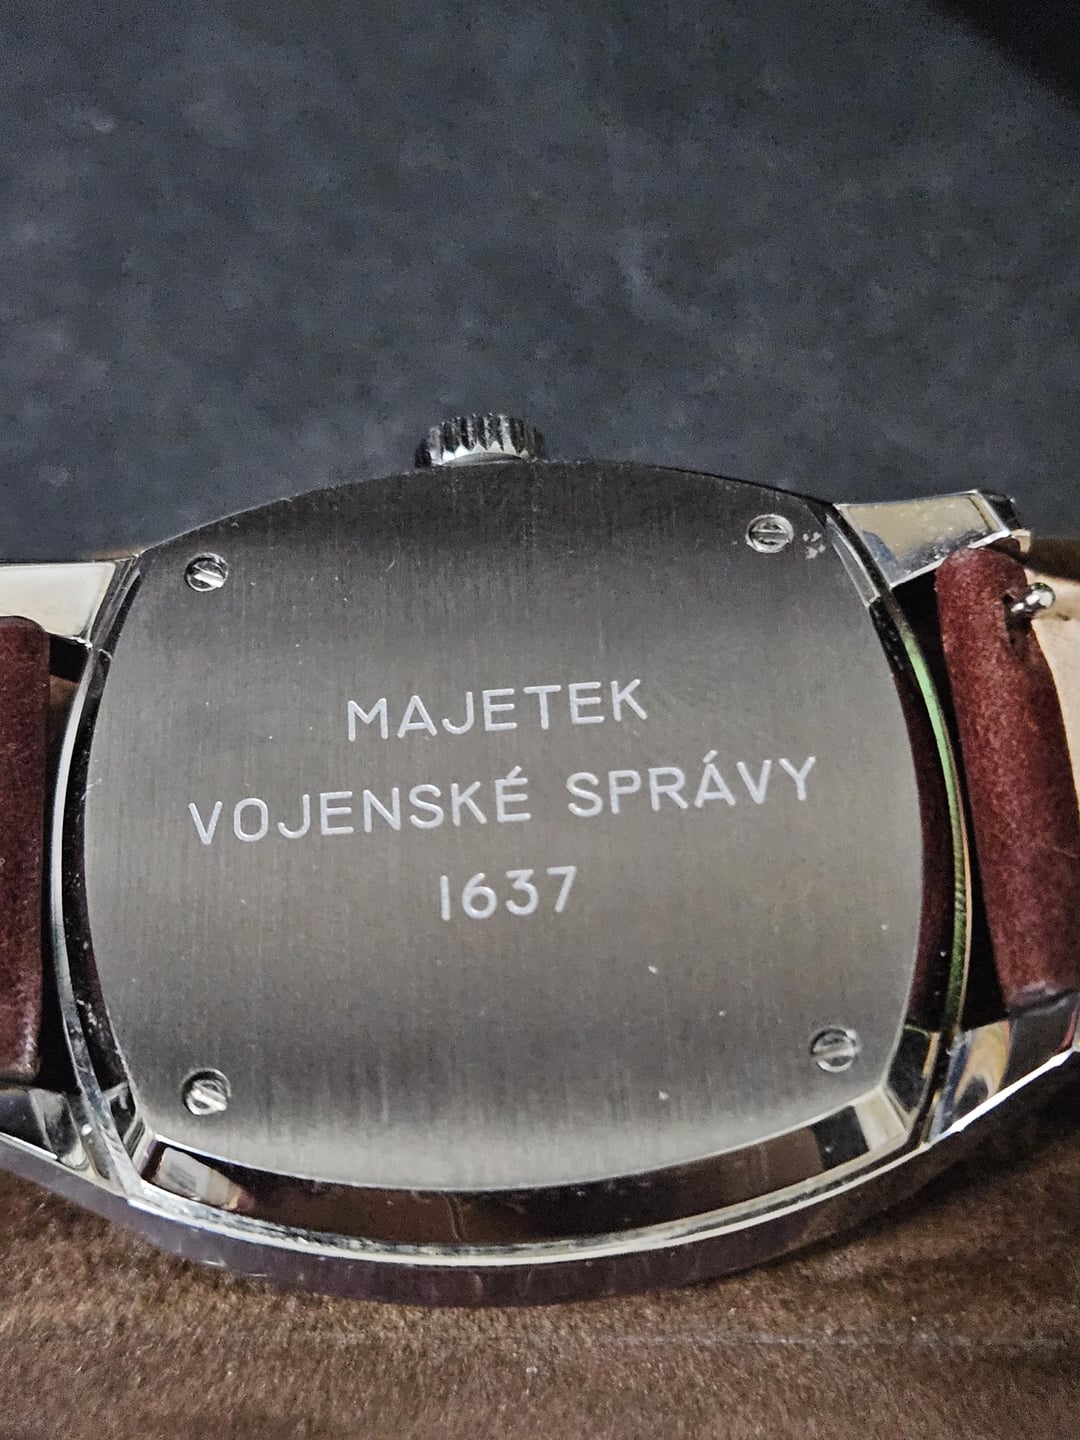 MAJETEK
VOJENSKÉ SPRÁVY
1637